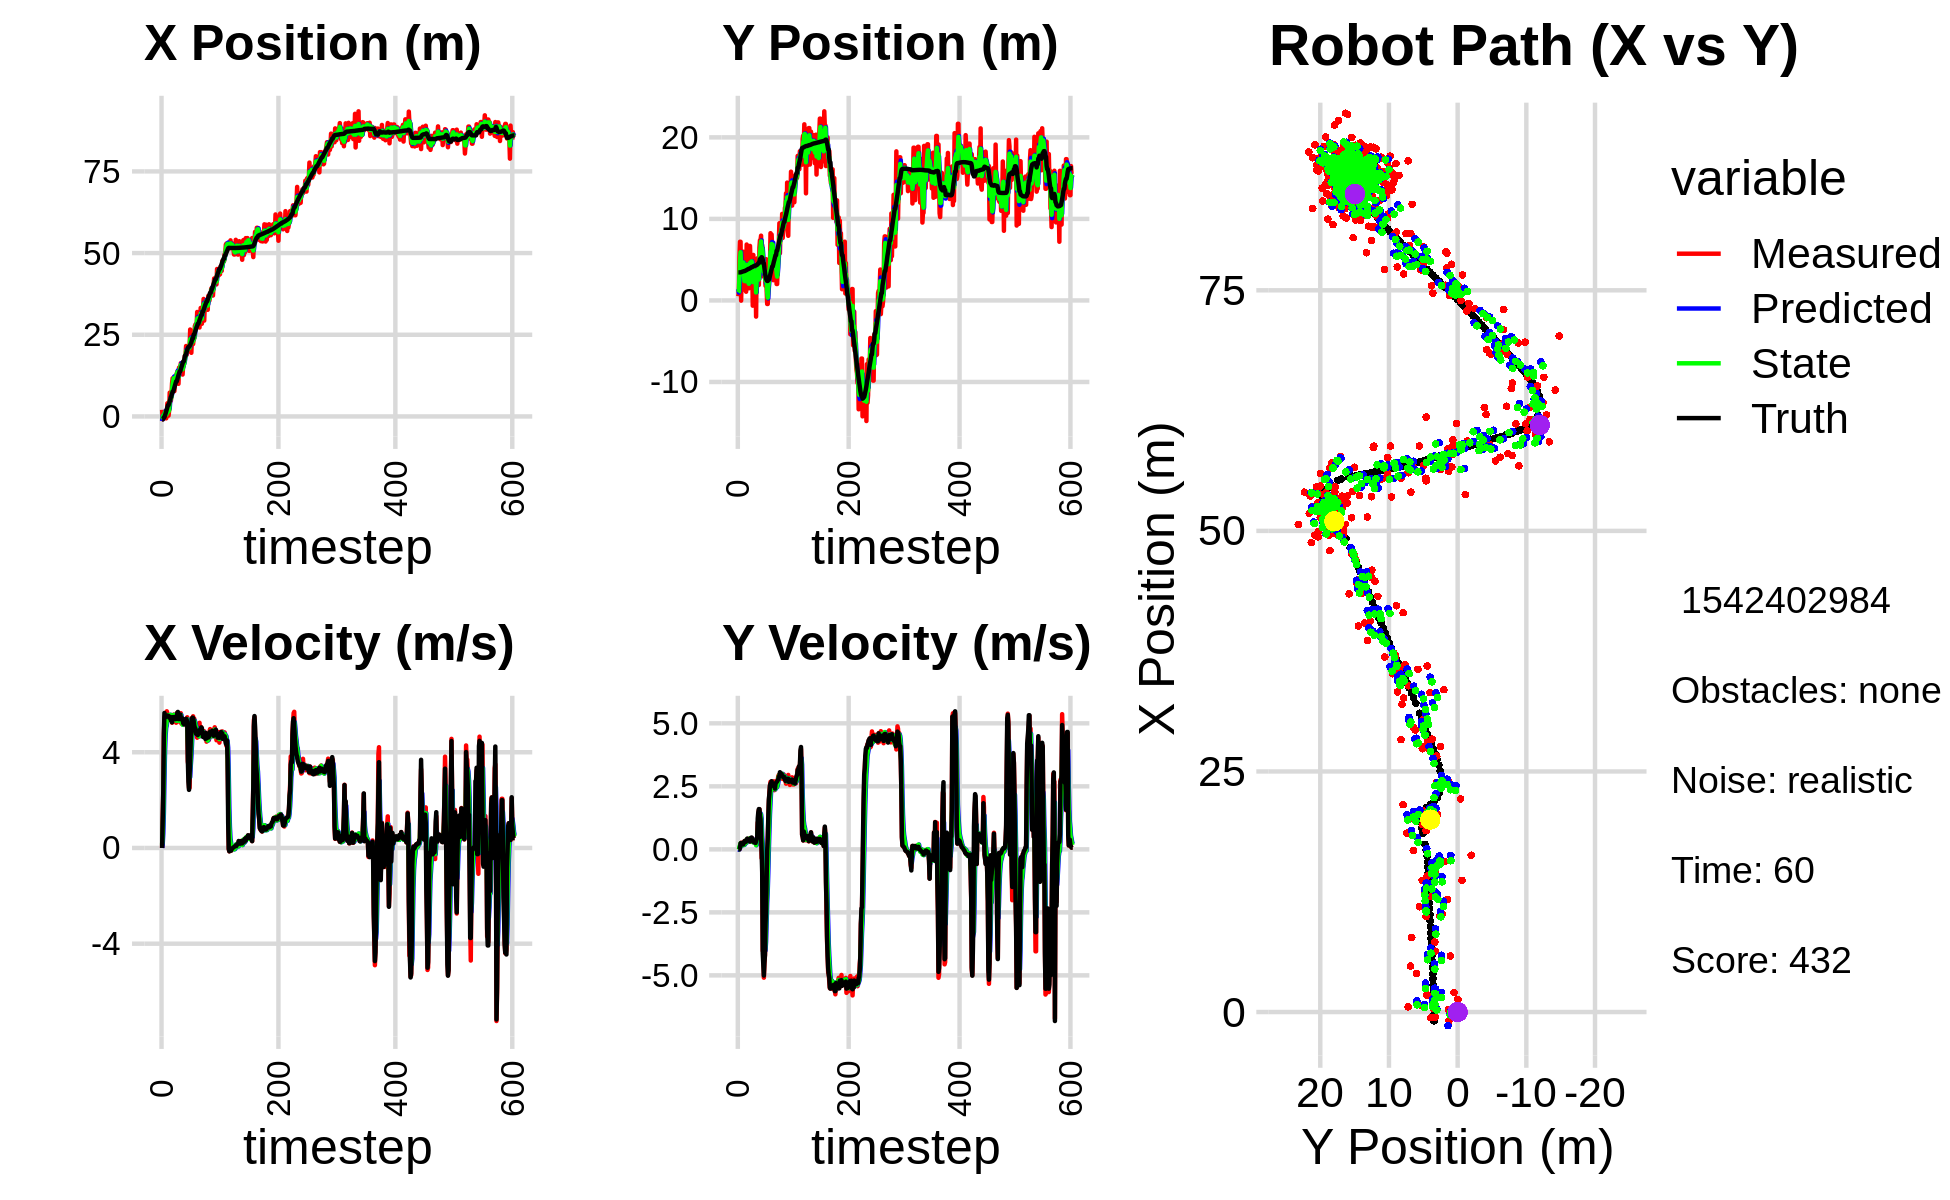 X Position (m)
75
50
25
0
0
200
400
600
timestep
Y Position (m)
20
10
0
-10
0
200
400
600
timestep
X Velocity (m/s)
4
0
-4
0
200
400
600
timestep
Y Velocity (m/s)
5.0
2.5
0.0
-2.5
-5.0
0
200
400
600
timestep
Robot Path (X vs Y)
X Position (m)
75
50
25
0
20 10 0 -10 -20
Y Position (m)
variable
Measured
Predicted
State
Truth
1542402984
Obstacles: none
Noise: realistic
Time: 60
Score: 432